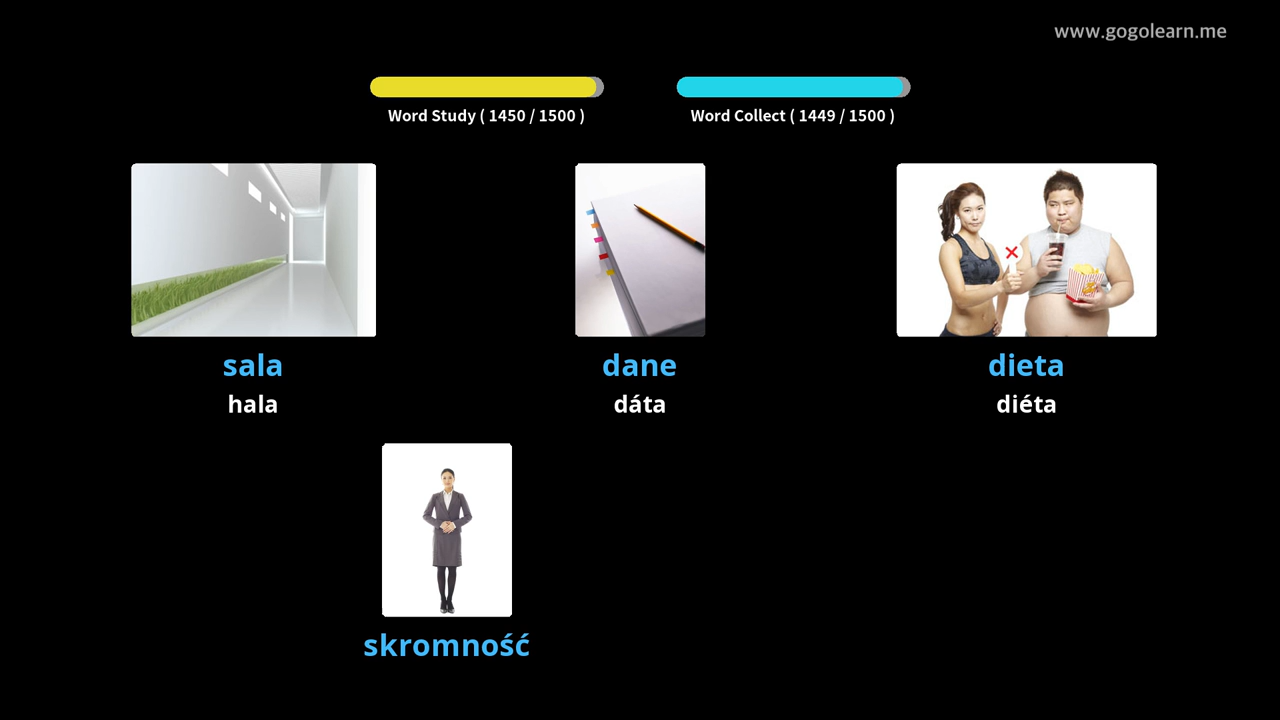 www.gogolearn.me
Word Study ( 1450 / 1500 )
Word Collect ( 1449 / 1500 )
sala
hala
dane
dáta
dieta
diéta
skromność